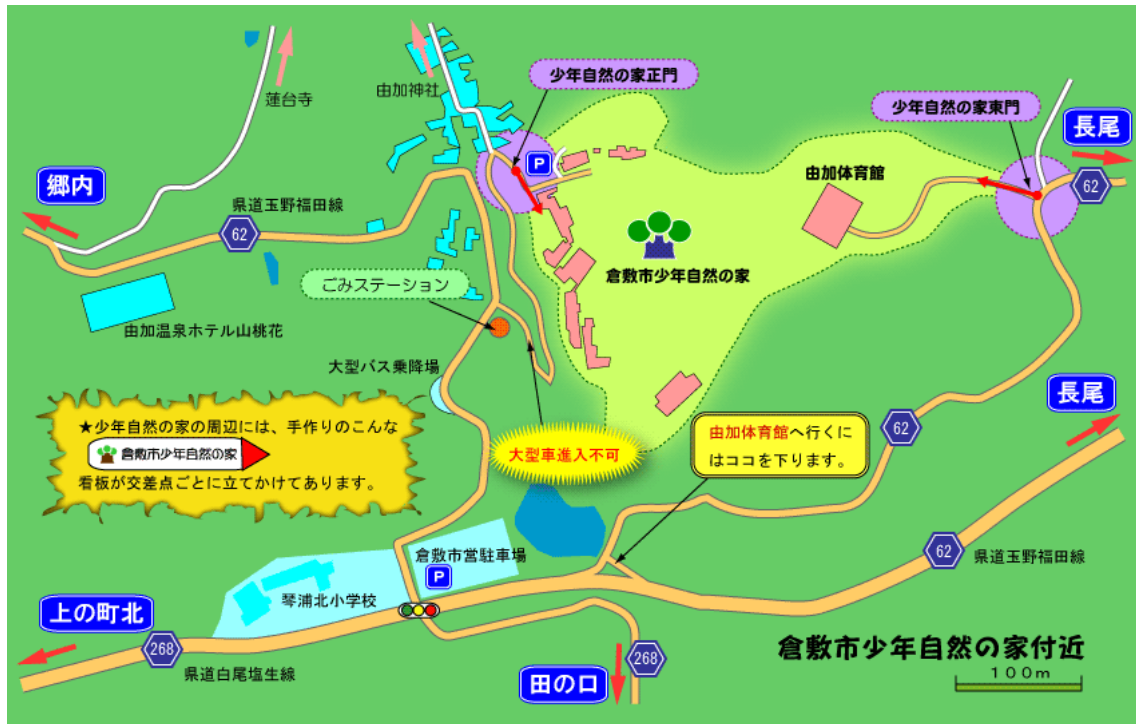 少年自然の家正門
由加神社
蓮台寺
P
少年自然の家東門
長尾
62
郷内
県道玉野福田線
62
由加体育館
倉敷市少年自然の家
ごみステーション
由加温泉ホテル山桃花
大型バス乗降場
長尾
★少年自然の家の周辺には、手作りのこんな
倉敷市少年自然の家
看板が交差点ごとに立てかけてあります。
大型車進入不可
由加体育館へ行くに
はココを下ります。
62
倉敷市営駐車場
P
62
県道玉野福田線
琴浦北小学校
上の町北
268
県道白尾塩生線
268
田の口
倉敷市少年自然の家付近
100m